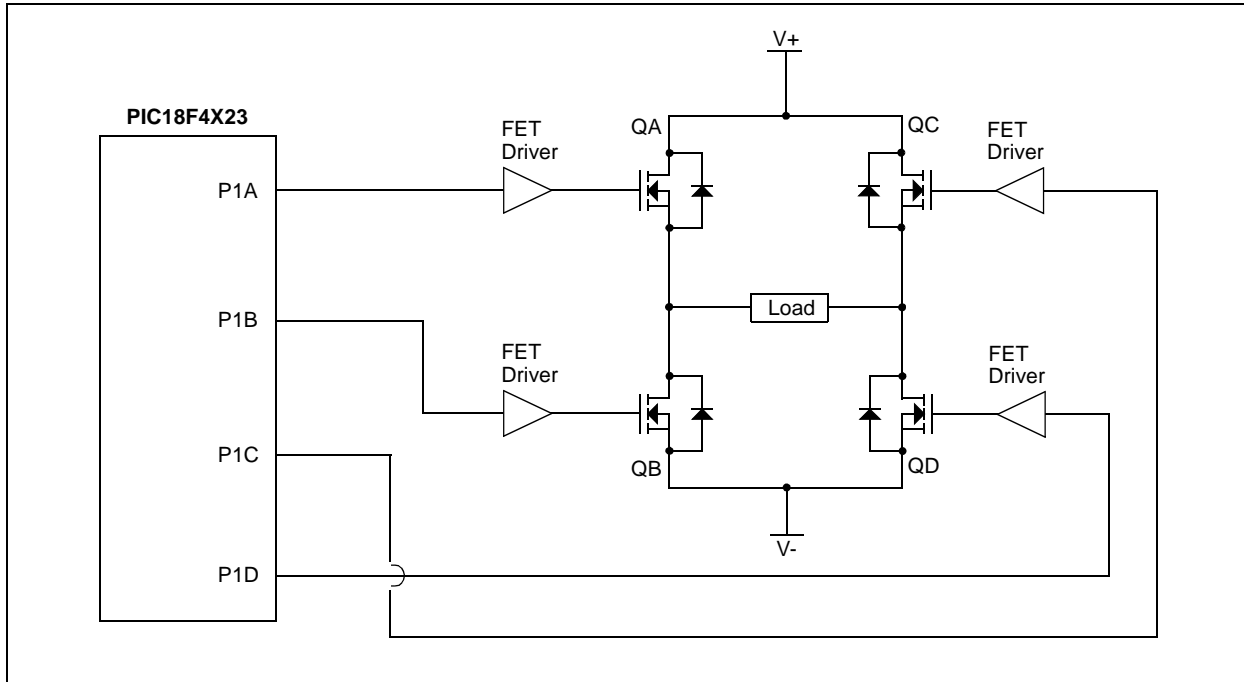 V+
PIC18F4X23
FET
Driver
QA
QC
FET
Driver
P1A
Load
P1B
FET
Driver
FET
Driver
P1C
QB
QD
V-
P1D